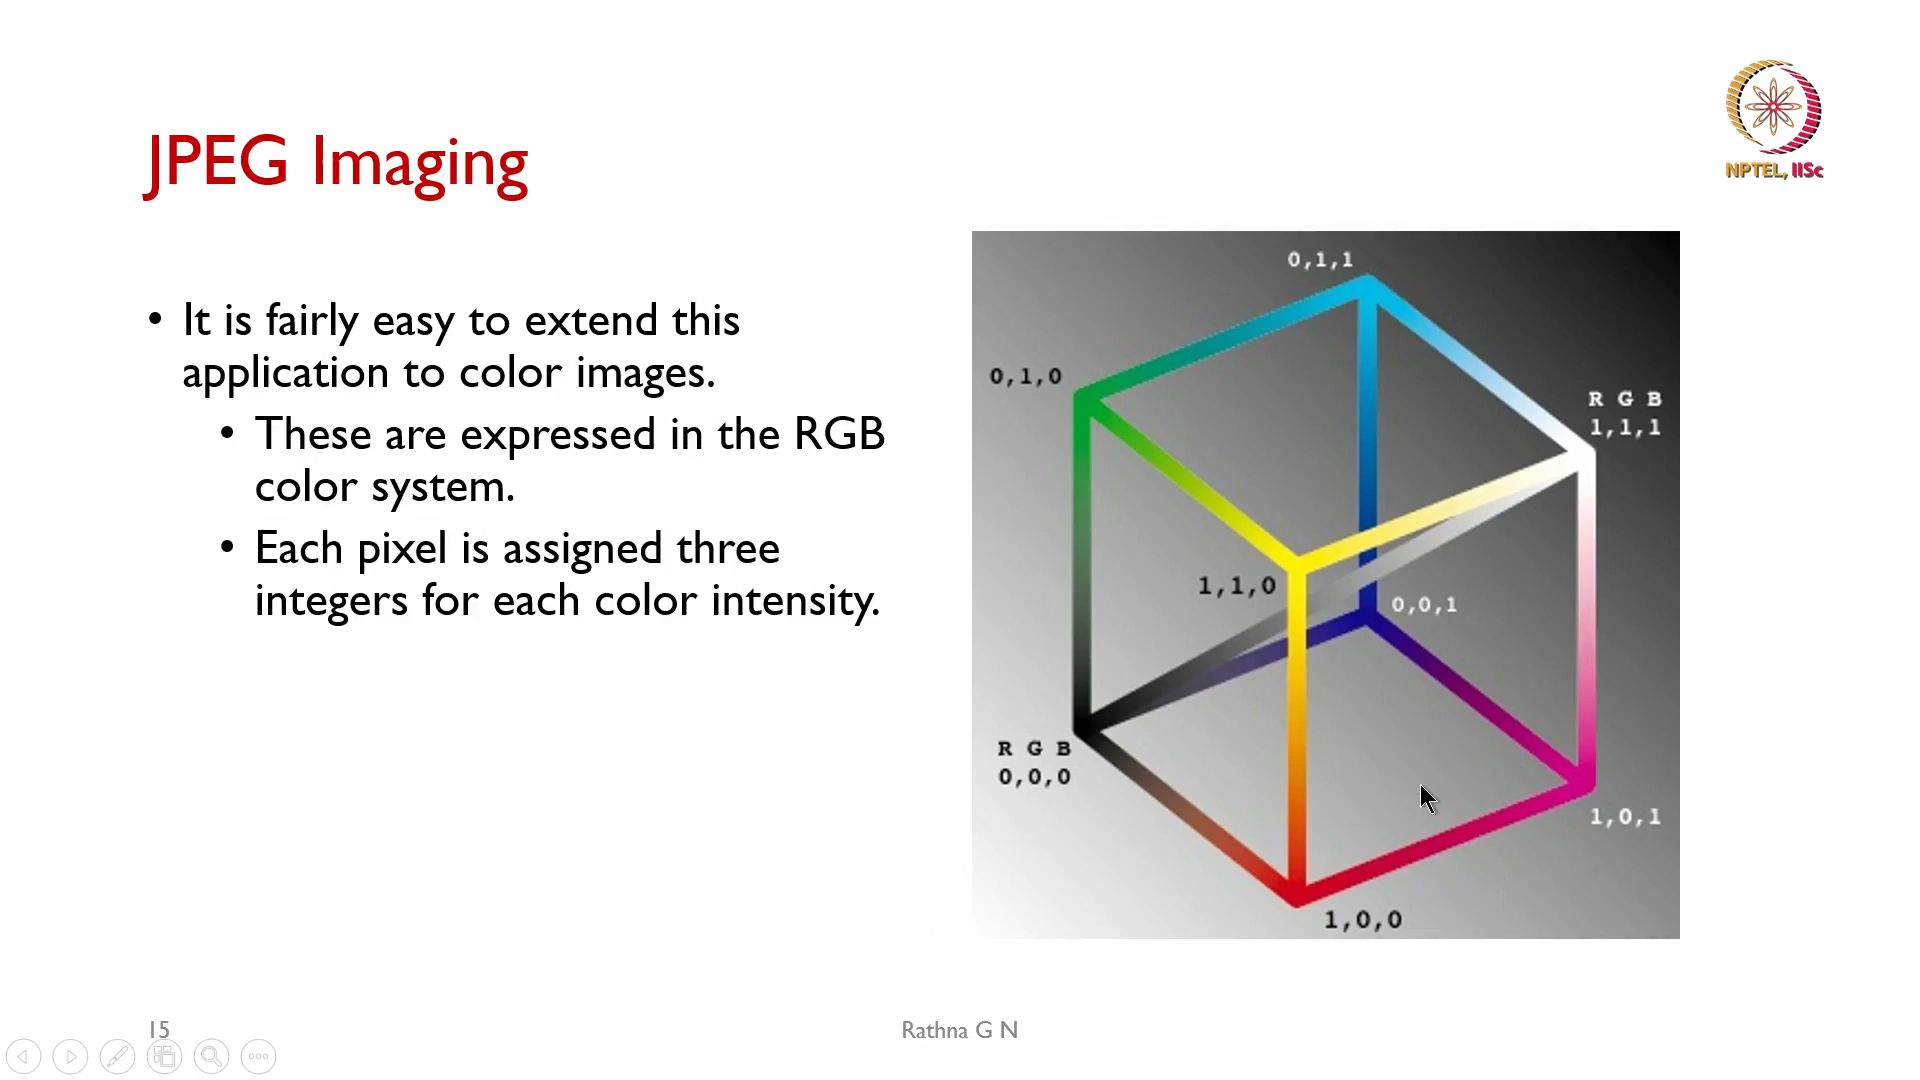 JPEG Imaging
NPTEL, IISc
• It is fairly easy to extend this
application to color images.
• These are expressed in the RGB
color system.
• Each pixel is assigned three
integers for each color intensity.
0,1,1
0,1,0
R G B
1,1,1
1,1,0
0,0,1
R G B
0,0,0
1,0,1
1,0,0
15
Rathna G N